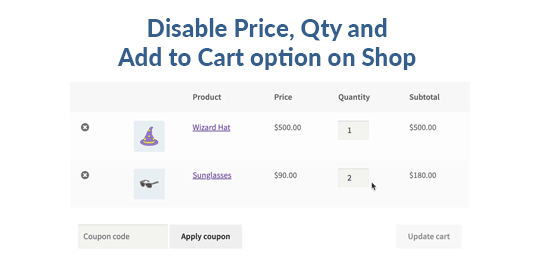 Disable Price, Qty and
Add to Cart option on Shop
Product Price Quantity Subtotal
Wizard Hat $500.00 1 $500.00
Sunglasses $90.00 2 $180.00
Coupon code Apply coupon Update cart